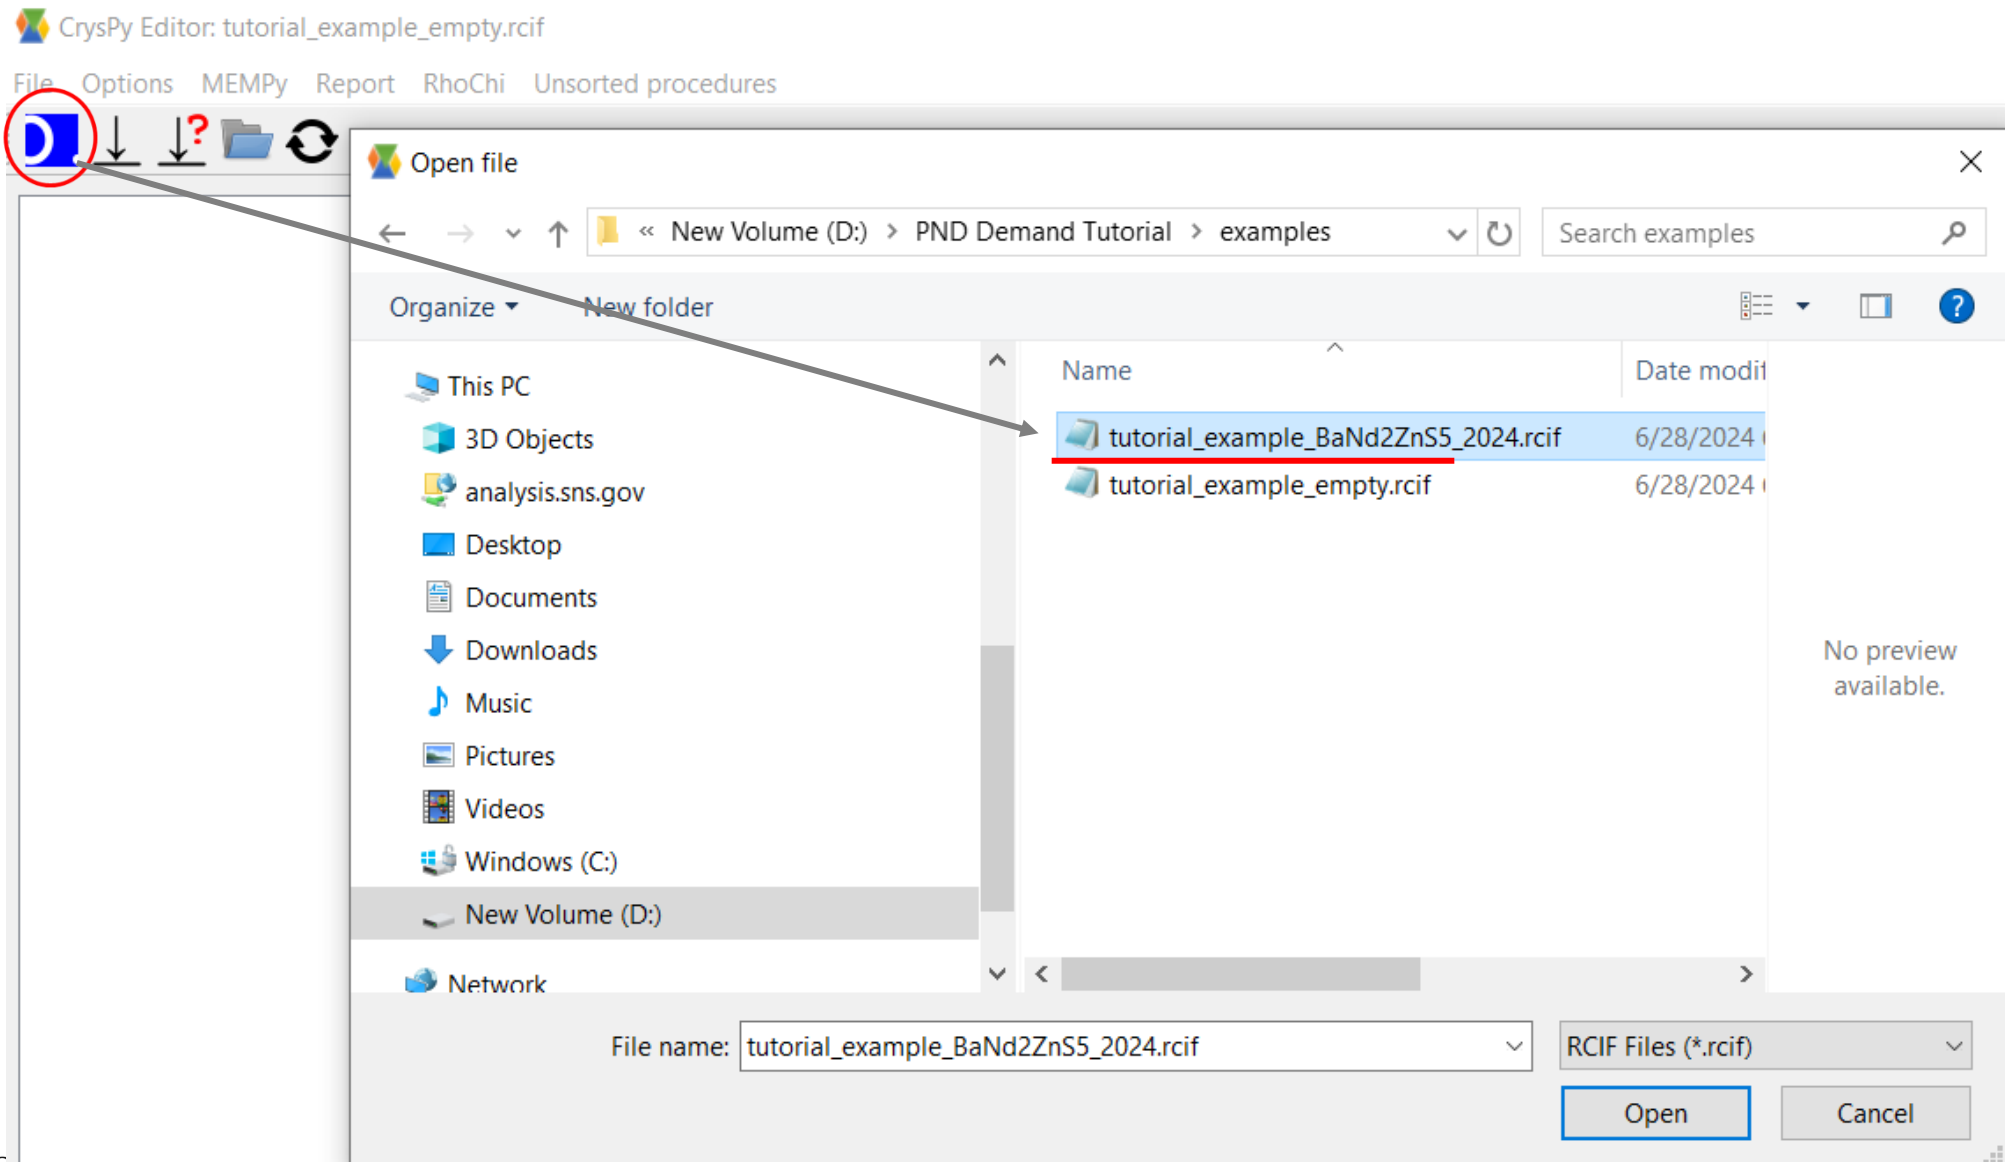 CrysPy Editor: tutorial_example_empty.rcif
File Options MEMPy Report RhoChi Unsorted procedures
?
Open file
« New Volume (D:) > PND Demand Tutorial > examples
Search examples
Organize New folder
?
Name Date modif
This PC
3D Objects
analysis.sns.gov
Desktop
Documents
Downloads
Music
Pictures
Videos
Windows (C:)
New Volume (D:)
Network
tutorial_example_BaNd2ZnS5_2024.rcif 6/28/2024
tutorial_example_empty.rcif 6/28/2024
No preview
available.
File name: tutorial_example_BaNd2ZnS5_2024.rcif
RCIF Files (*.rcif)
Open Cancel